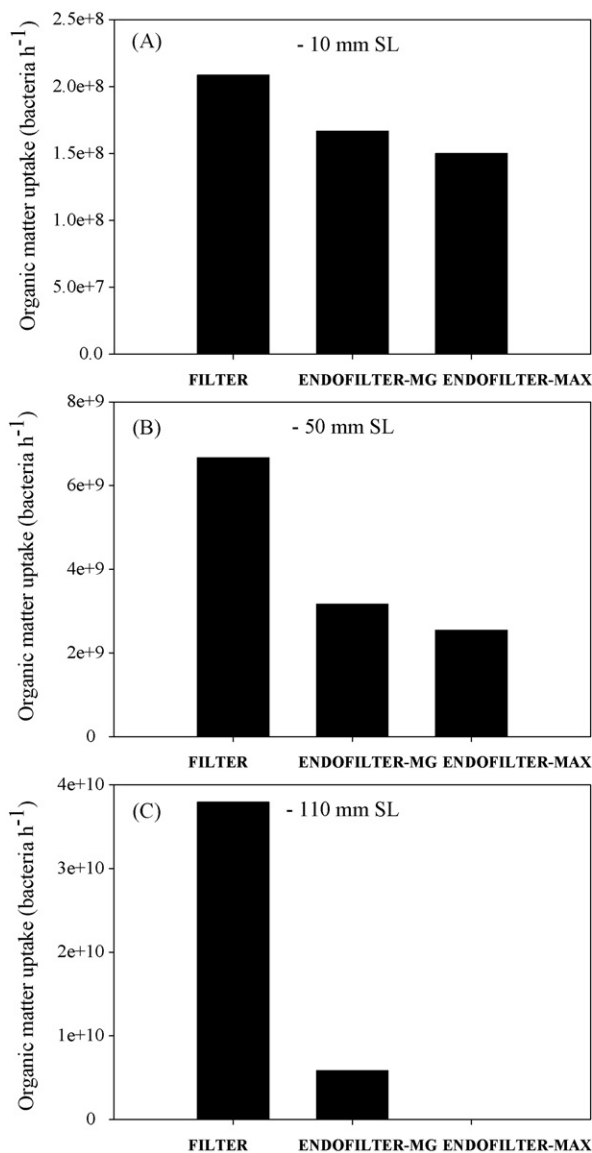 (A)
- 10 mm SL
Organic matter uptake (bacteria h-1)
2.5e+8
2.0e+8
1.5e+8
1.0e+8
5.0e+7
0.0
FILTER ENDOFILTER-MG ENDOFILTER-MAX
(B)
- 50 mm SL
Organic matter uptake (bacteria h-1)
8e+9
6e+9
4e+9
2e+9
0
FILTER ENDOFILTER-MG ENDOFILTER-MAX
(C)
- 110 mm SL
Organic matter uptake (bacteria h-1)
4e+10
3e+10
2e+10
1e+10
0
FILTER ENDOFILTER-MG ENDOFILTER-MAX